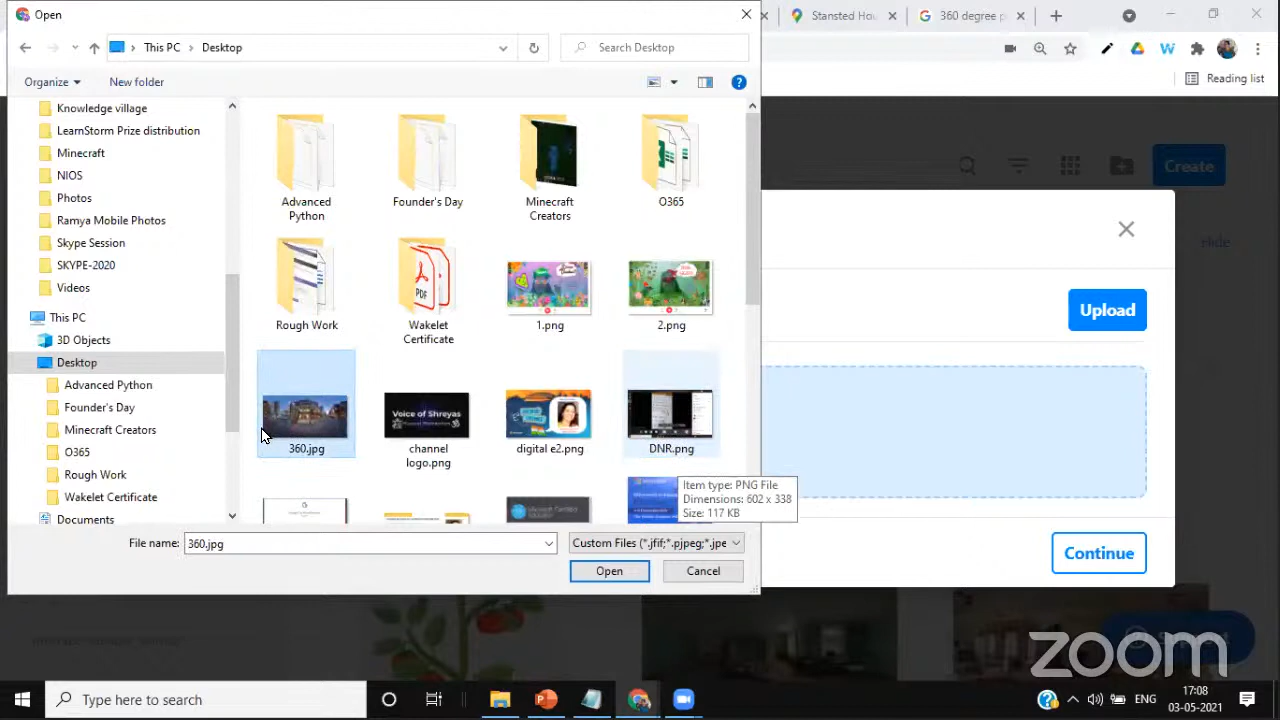 Open
Stansted Hou
360 degree p
This PC
Desktop
Search Desktop
Organize
New folder
Reading list
Knowledge village
LearnStorm Prize distribution
Minecraft
NIOS
Photos
Ramya Mobile Photos
Skype Session
SKYPE-2020
Videos
This PC
3D Objects
Desktop
Advanced Python
Founder's Day
Minecraft Creators
O365
Rough Work
Wakelet Certificate
Documents
Advanced
Python
Founder's Day
Minecraft
Creators
O365
Rough Work
PDF
Wakelet
Certificate
1.png
2.png
360.jpg
Voice of Shreyas
channel
logo.png
digital e2.png
DNR.png
Item type: PNG File
Dimensions: 602 x 338
Size: 117 KB
File name:
360.jpg
Custom Files (*.jfif;*.pjpeg;*.jpe
Open
Cancel
Create
Upload
Continue
zoom
Type here to search
ENG
17:08
03-05-2021